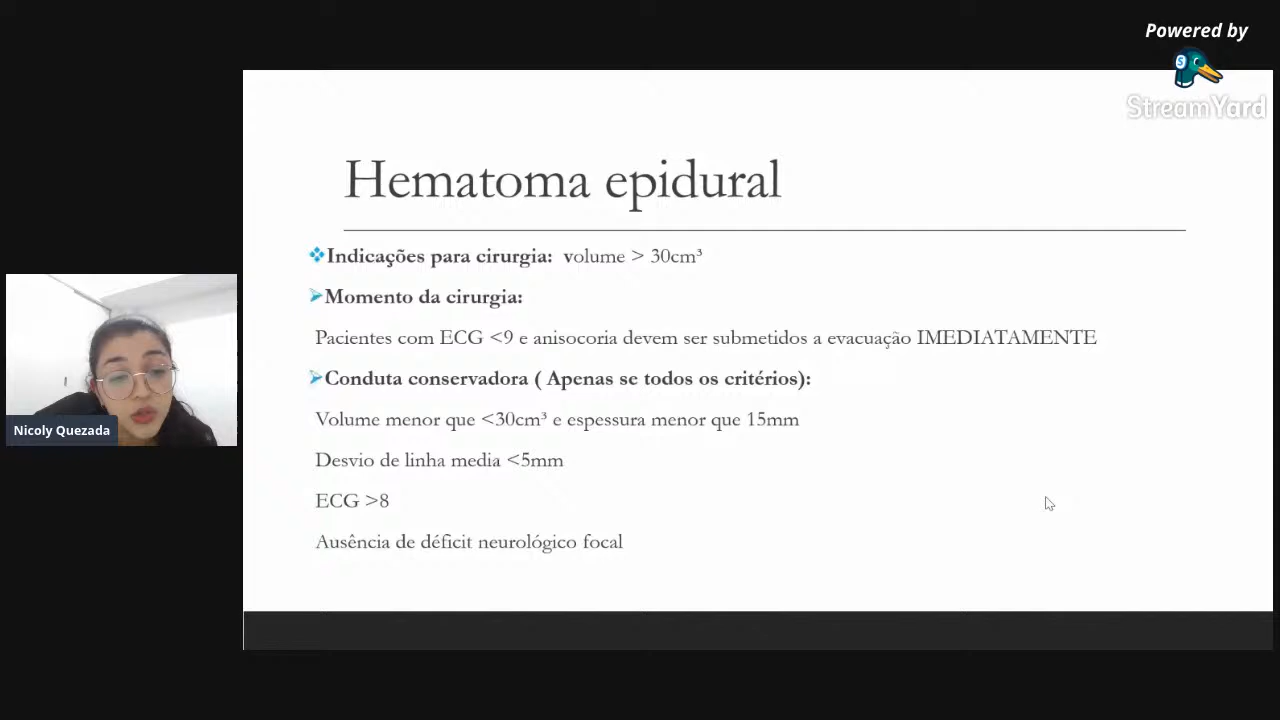 Powered by
StreamYard
Hematoma epidural
Indicações para cirurgia: volume > 30cm³
Momento da cirurgia:
Pacientes com ECG <9 e anisocoria devem ser submetidos a evacuação IMEDIATAMENTE
Conduta conservadora ( Apenas se todos os critérios):
Volume menor que <30cm³ e espessura menor que 15mm
Desvio de linha media <5mm
ECG >8
Ausência de déficit neurológico focal
Nicoly Quezada